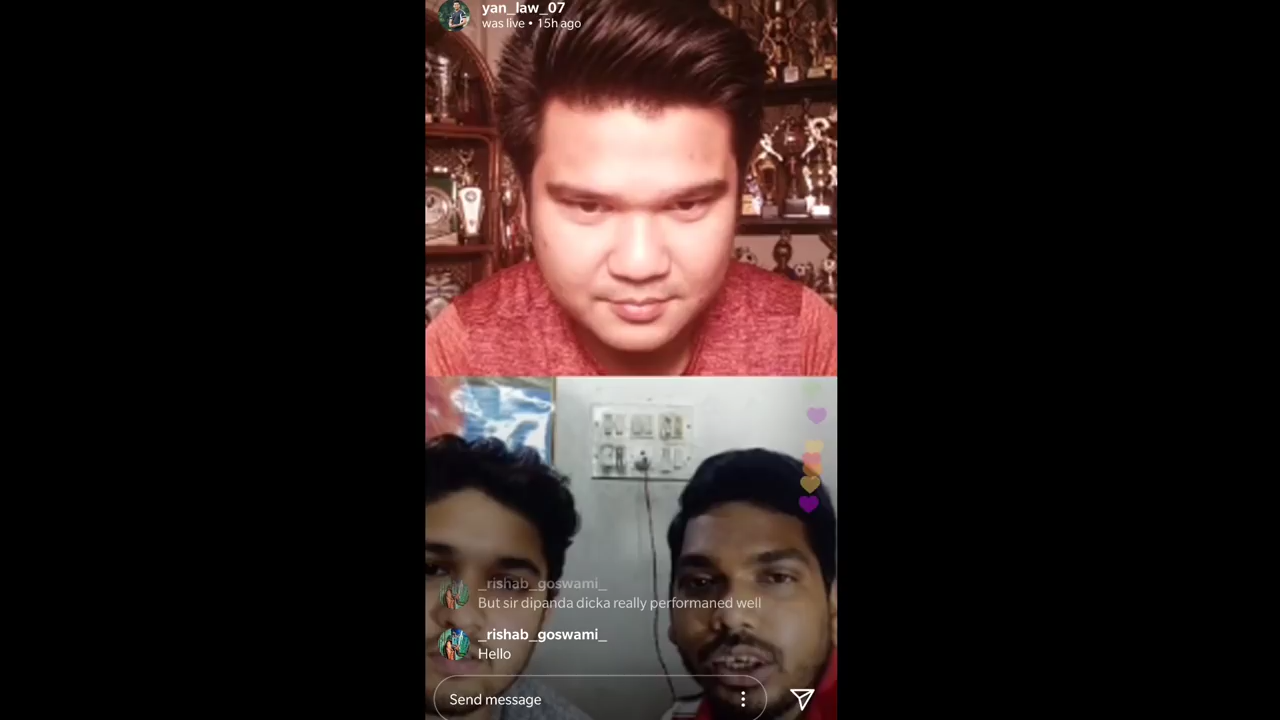 yan_law_07
was live • 15h ago
_rishab_goswami_
But sir dipanda dicka really performaned well
_rishab_goswami_
Hello
Send message